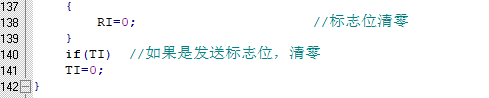 137 {
138 RI=0; //标志位清零
139 }
140 if(TI) //如果是发送标志位，清零
141 TI=0;
142 }